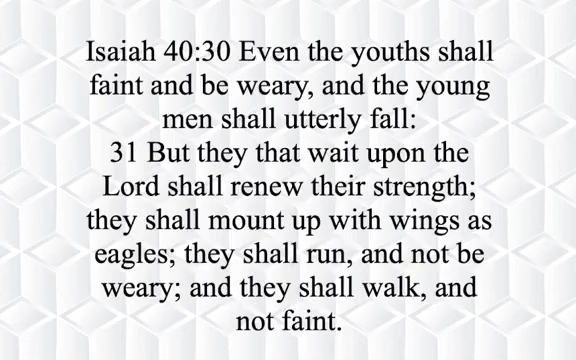 Isaiah 40:30 Even the youths shall
faint and be weary, and the young
men shall utterly fall:
31 But they that wait upon the
Lord shall renew their strength;
they shall mount up with wings as
eagles; they shall run, and not be
weary; and they shall walk, and
not faint.